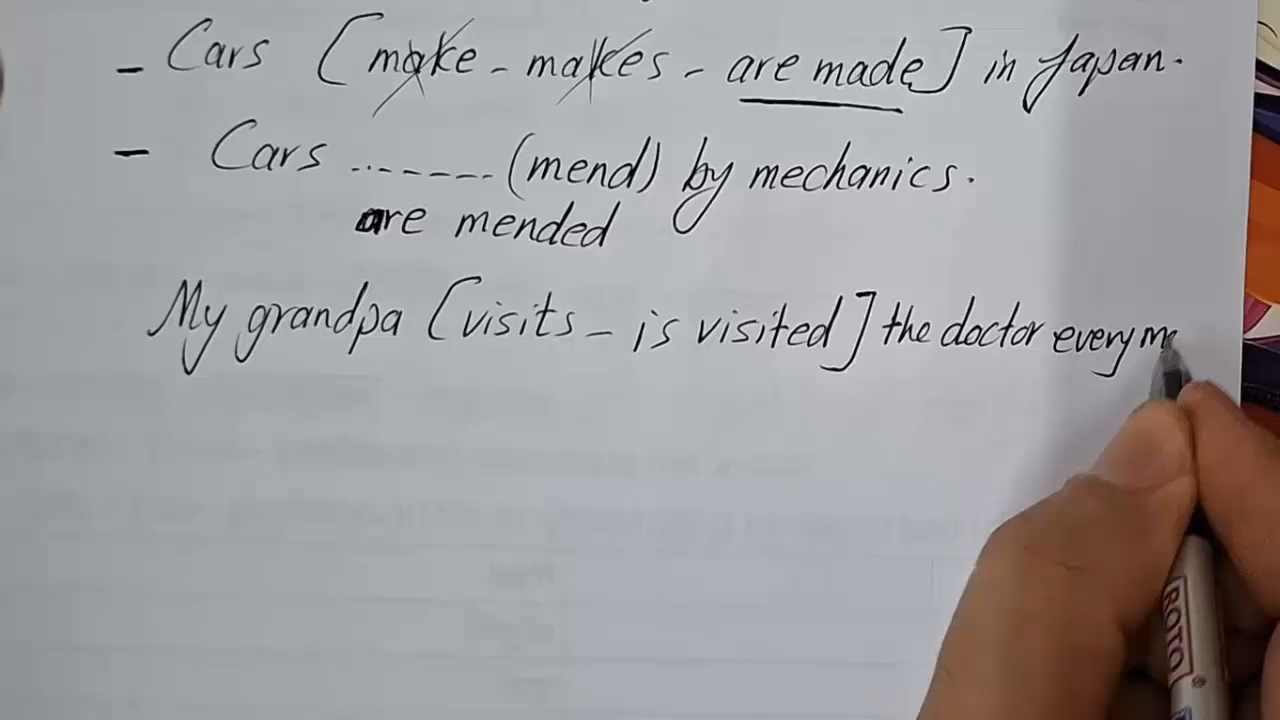 - Cars [make - makes - are made] in Japan.
- Cars ....... (mend) by mechanics.
are mended
My grandpa [visits - is visited] the doctor every
ROTO